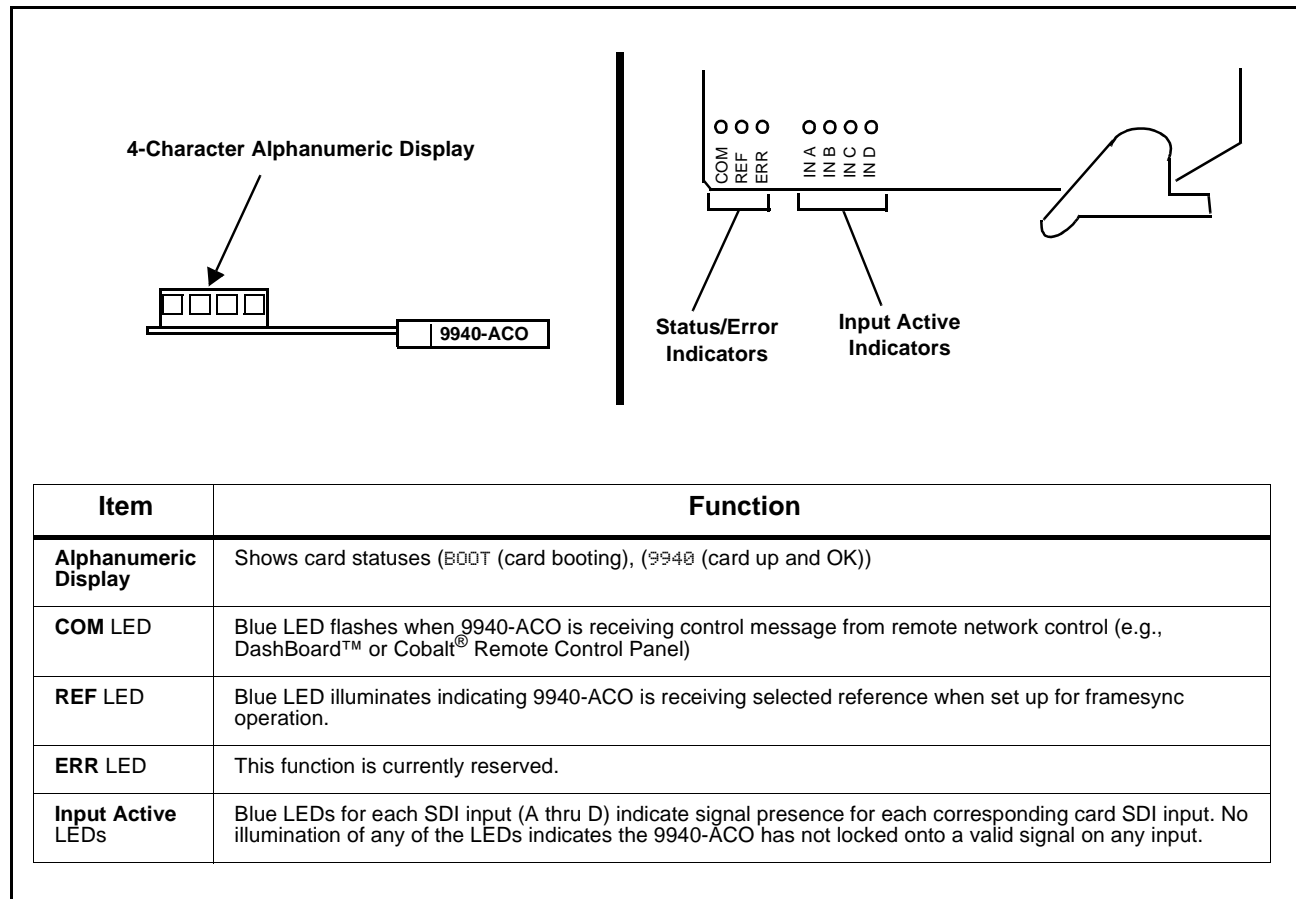 4-Character Alphanumeric Display
9940-ACO
COM
REF
ERR
IN A
IN B
IN C
IN D
Status/Error
Indicators
Input Active
Indicators
Item Function
Alphanumeric
Display
Shows card statuses (BOOT (card booting), (9940 (card up and OK))
COM LED
Blue LED flashes when 9940-ACO is receiving control message from remote network control (e.g.,
DashBoard™ or Cobalt® Remote Control Panel)
REF LED
Blue LED illuminates indicating 9940-ACO is receiving selected reference when set up for framesync
operation.
ERR LED
This function is currently reserved.
Input Active
LEDs
Blue LEDs for each SDI input (A thru D) indicate signal presence for each corresponding card SDI input. No
illumination of any of the LEDs indicates the 9940-ACO has not locked onto a valid signal on any input.